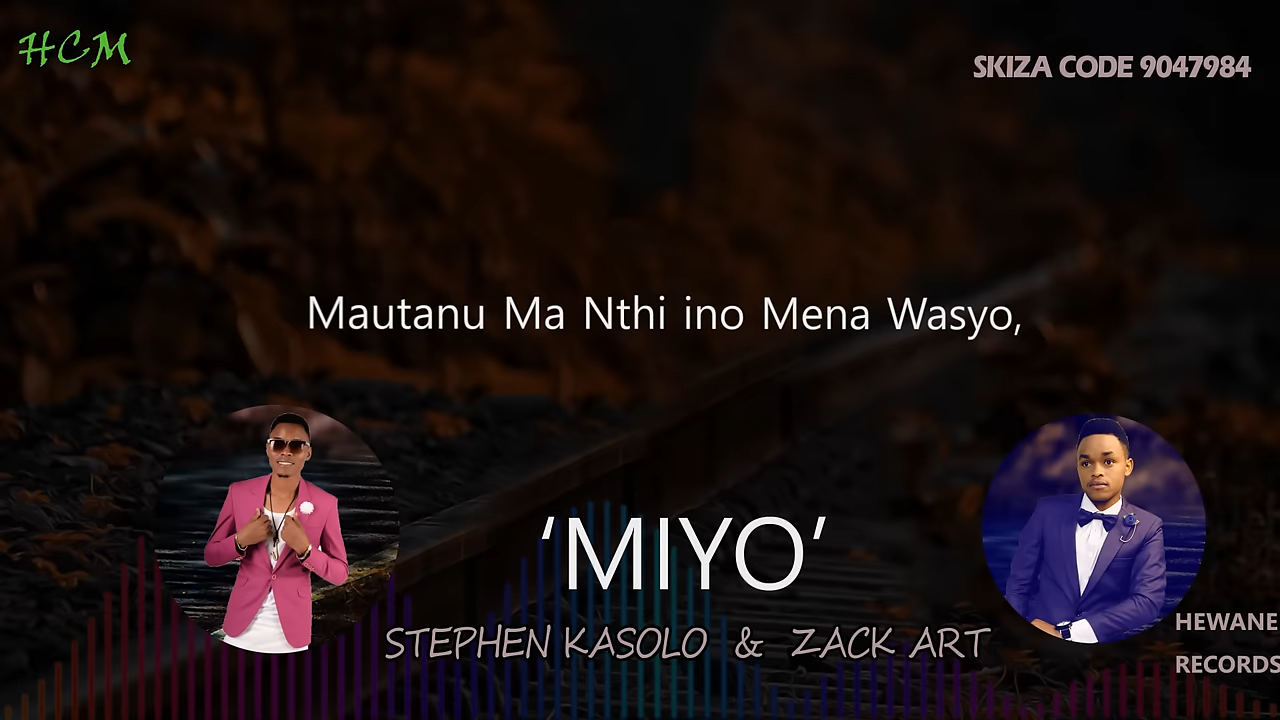 HCM
SKIZA CODE 9047984
Mautanu Ma Nthi ino Mena Wasyo,
‘MIYO’
STEPHEN KASOLO & ZACK ART
HEWANE
RECORDS